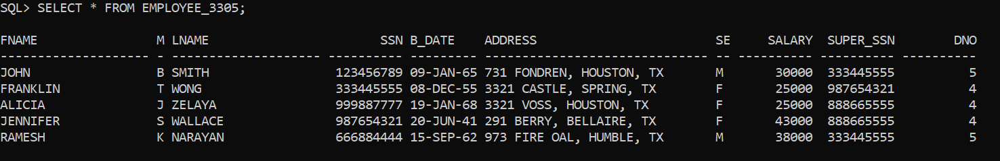 SQL> SELECT * FROM EMPLOYEE_3305;
FNAME                M LNAME                       SSN B_DATE    ADDRESS                        SE     SALARY  SUPER_SSN        DNO
-------------------- - -------------------- ---------- --------- ------------------------------ -- ---------- ---------- ----------
JOHN                 B SMITH                 123456789 09-JAN-65 731 FONDREN, HOUSTON, TX       M       30000  333445555          5
FRANKLIN             T WONG                  333445555 08-DEC-55 3321 CASTLE, SPRING, TX        F       25000  987654321          4
ALICIA               J ZELAYA                999887777 19-JAN-68 3321 VOSS, HOUSTON, TX         F       25000  888665555          4
JENNIFER             S WALLACE               987654321 20-JUN-41 291 BERRY, BELLAIRE, TX        F       43000  888665555          4
RAMESH               K NARAYAN               666884444 15-SEP-62 973 FIRE OAL, HUMBLE, TX       M       38000  333445555          5